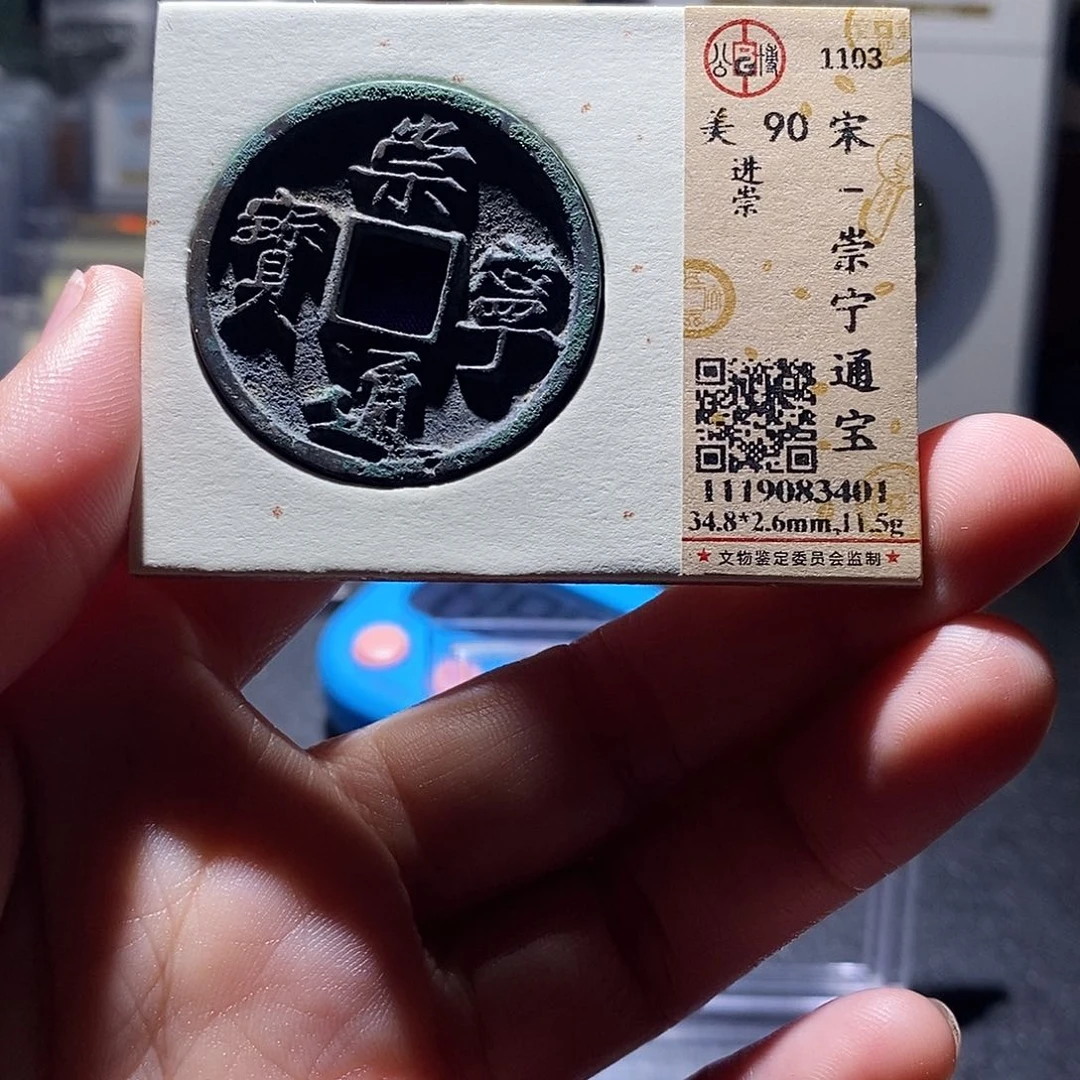 崇
寧
通
寶
公博
1103
美 90
进崇
宋一崇宁通宝
1119083401
34.8*2.6mm,11.5g
★文物鉴定委员会监制★